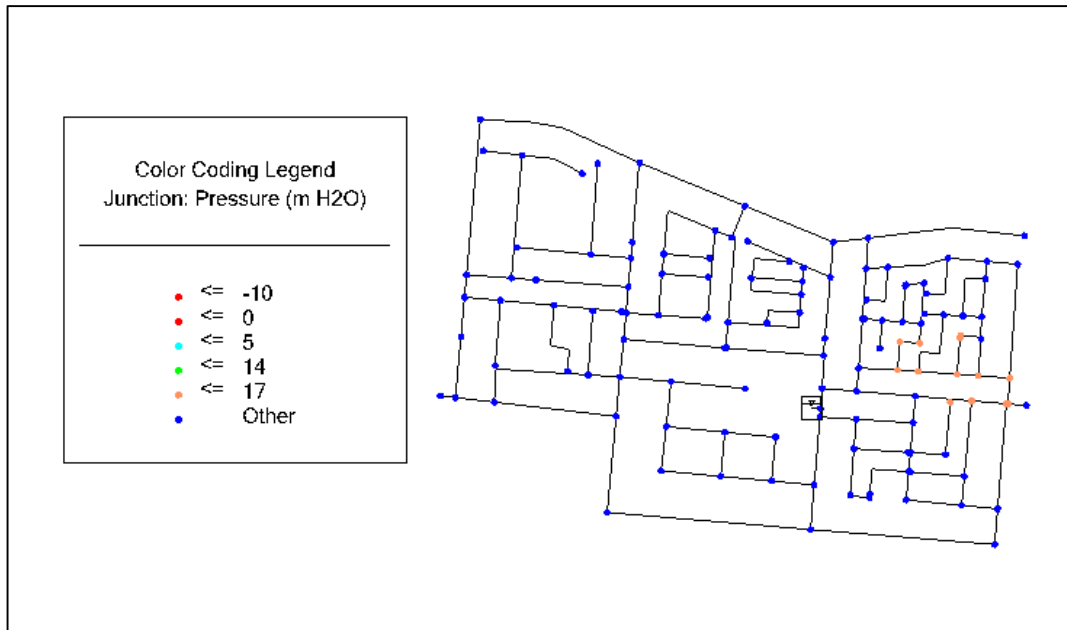 Color Coding Legend
Junction: Pressure (m H2O)
<= -10
<= 0
<= 5
<= 14
<= 17
Other